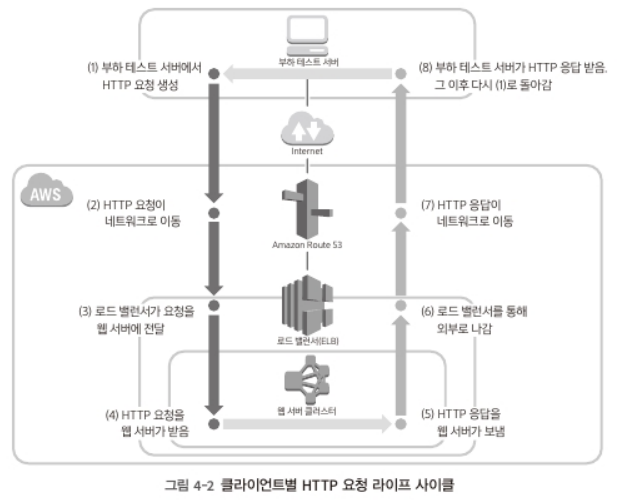 (1) 부하 테스트 서버에서
HTTP 요청 생성
부하 테스트 서버
(8) 부하 테스트 서버가 HTTP 응답 받음.
그 이후 다시 (1)로 돌아감
Internet
AWS
(2) HTTP 요청이
네트워크로 이동
Amazon Route 53
(7) HTTP 응답이
네트워크로 이동
(3) 로드 밸런서가 요청을
웹 서버에 전달
로드 밸런서(ELB)
(6) 로드 밸런서를 통해
외부로 나감
(4) HTTP 요청을
웹 서버가 받음
웹 서버 클러스터
(5) HTTP 응답을
웹 서버가 보냄
그림 4-2 클라이언트별 HTTP 요청 라이프 사이클